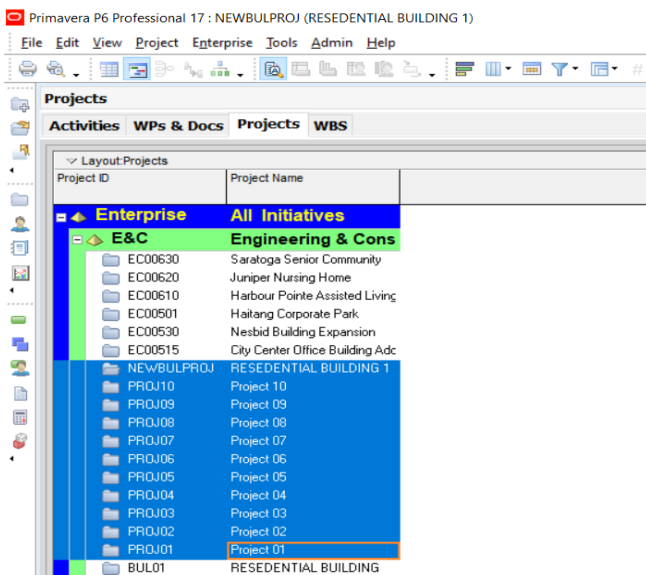 Primavera P6 Professional 17 : NEWBULPROJ (RESEDENTIAL BUILDING 1)
File Edit View Project Enterprise Tools Admin Help
Projects
Activities WPs & Docs Projects WBS
Layout:Projects
Project ID Project Name
Enterprise All Initiatives
E&C Engineering & Cons
EC00630 Saratoga Senior Community
EC00620 Juniper Nursing Home
EC00610 Harbour Pointe Assisted Living
EC00501 Haitang Corporate Park
EC00530 Nesbid Building Expansion
EC00515 City Center Office Building Adc
NEWBULPROJ RESEDENTIAL BUILDING 1
PROJ10 Project 10
PROJ09 Project 09
PROJ08 Project 08
PROJ07 Project 07
PROJ06 Project 06
PROJ05 Project 05
PROJ04 Project 04
PROJ03 Project 03
PROJ02 Project 02
PROJ01 Project 01
BUL01 RESEDENTIAL BUILDING